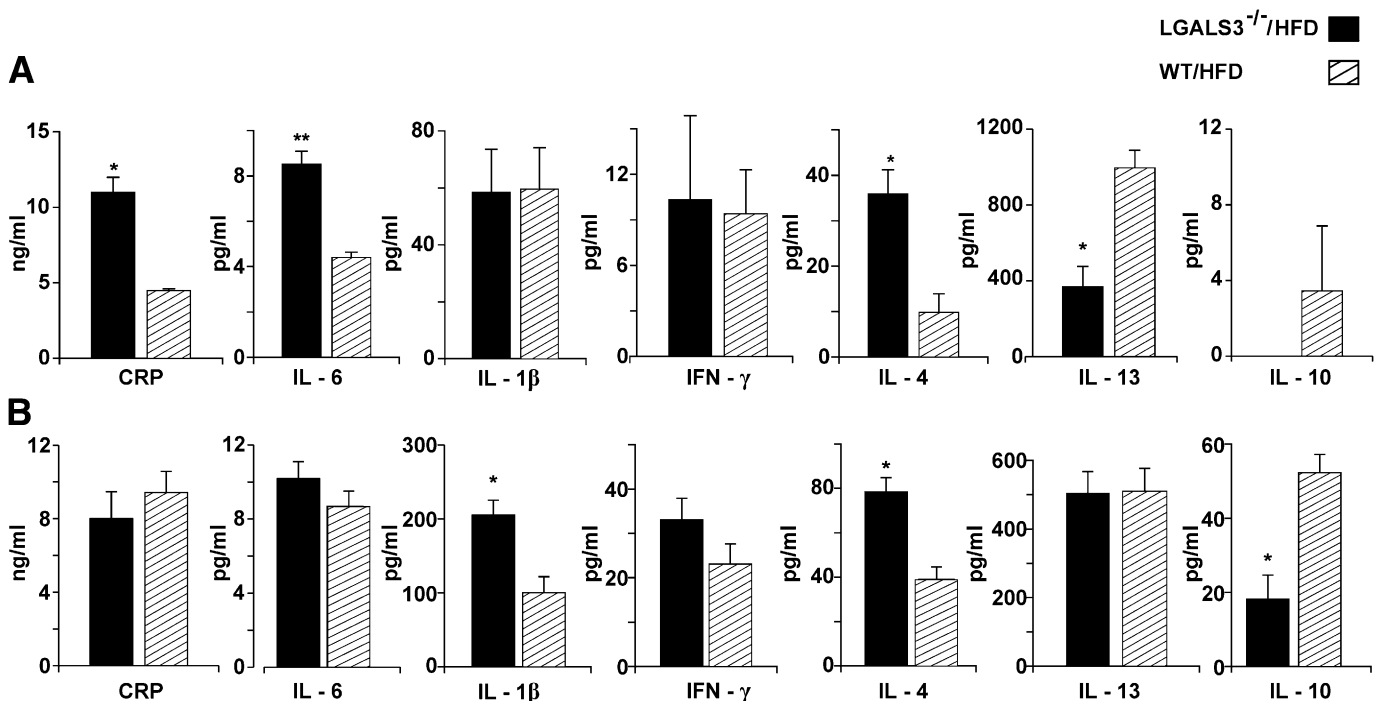 LGALS3-/-/HFD
WT/HFD
A
15
10
5
0
ng/ml
*
CRP
8
4
0
pg/ml
**
IL - 6
80
40
0
pg/ml
IL - 1β
12
6
0
pg/ml
IFN - γ
40
20
0
pg/ml
*
IL - 4
1200
800
400
0
pg/ml
*
IL - 13
12
8
4
0
pg/ml
IL - 10
B
12
8
4
0
ng/ml
CRP
12
8
4
0
pg/ml
IL - 6
300
200
100
0
pg/ml
*
IL - 1β
40
20
0
pg/ml
IFN - γ
80
40
0
pg/ml
*
IL - 4
600
400
200
0
pg/ml
IL - 13
60
40
20
0
pg/ml
*
IL - 10